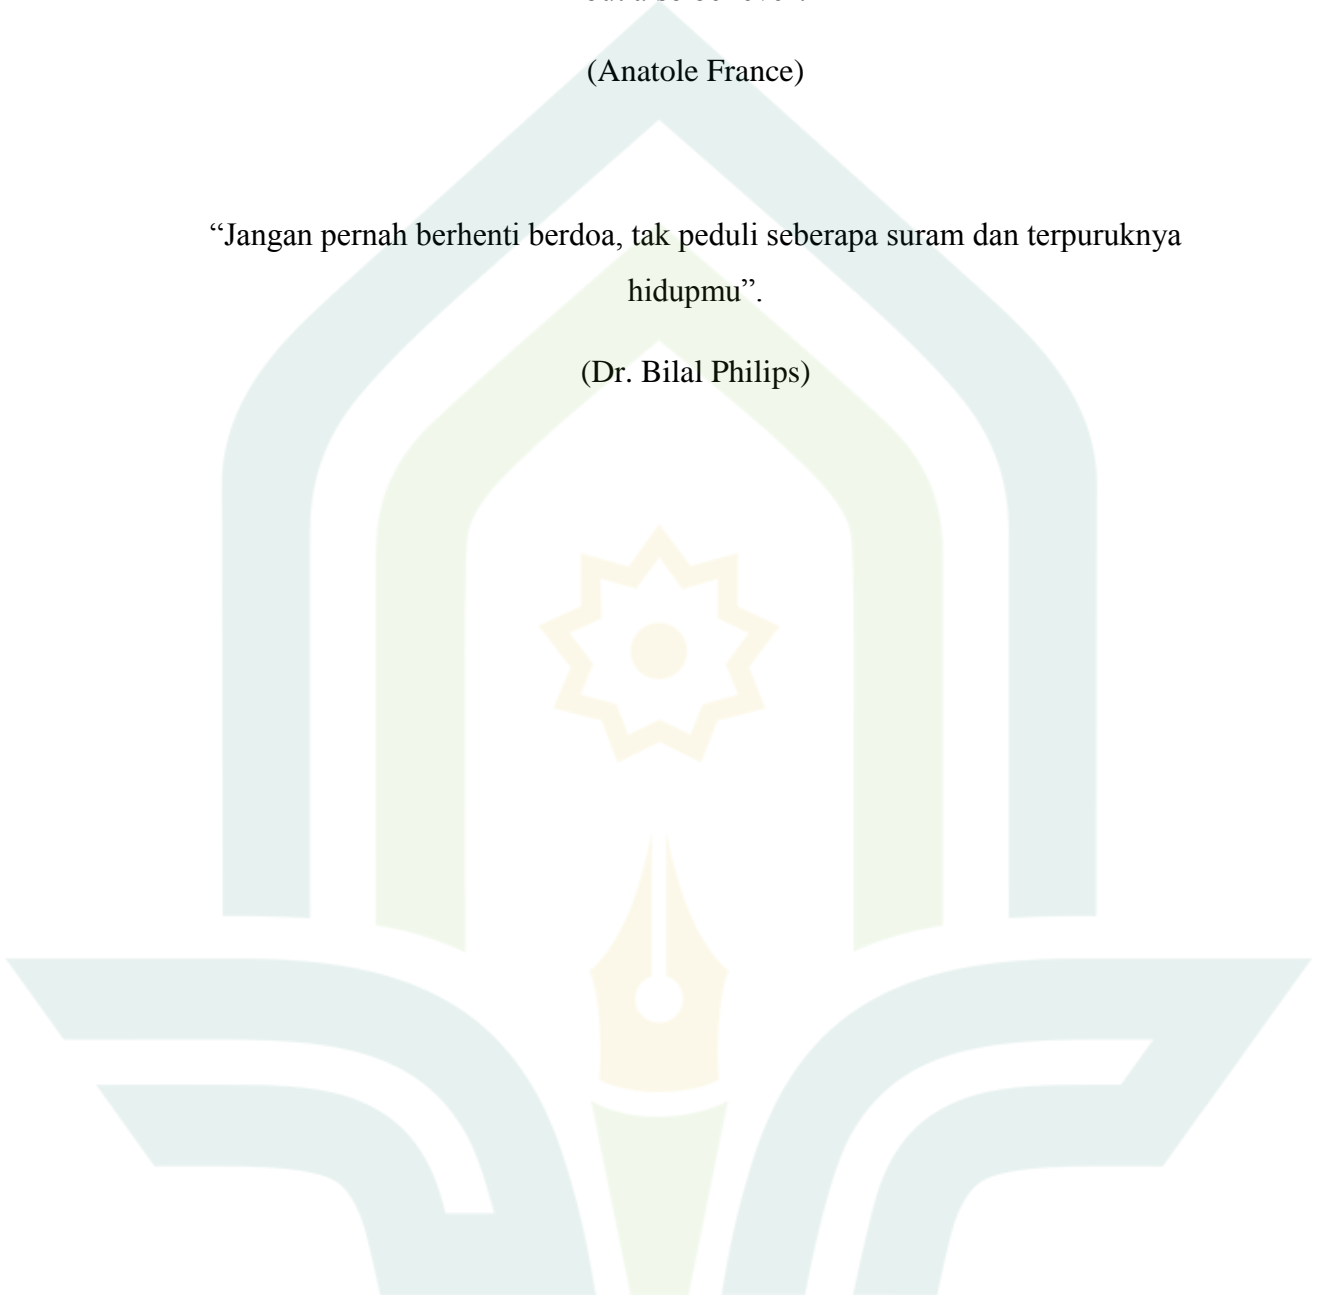 (Anatole France)
“Jangan pernah berhenti berdoa, tak peduli seberapa suram dan terpuruknya
hidupmu”.
(Dr. Bilal Philips)